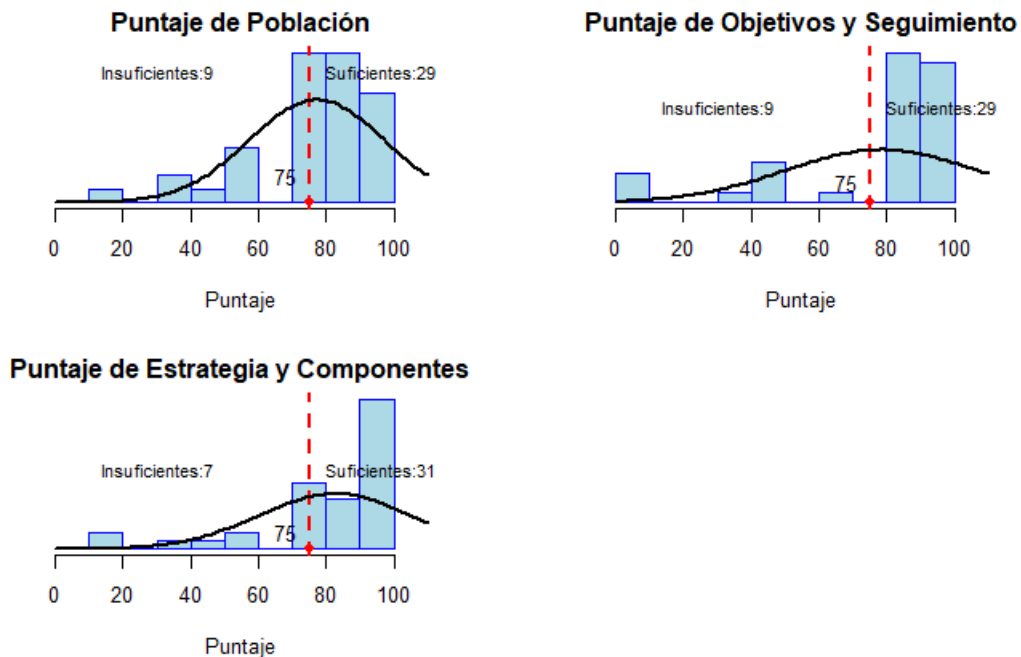 Puntaje de Población
Insuficientes:9
Suficientes:29
75
0 20 40 60 80 100
Puntaje
Puntaje de Objetivos y Seguimiento
Insuficientes:9
Suficientes:29
75
0 20 40 60 80 100
Puntaje
Puntaje de Estrategia y Componentes
Insuficientes:7
Suficientes:31
75
0 20 40 60 80 100
Puntaje